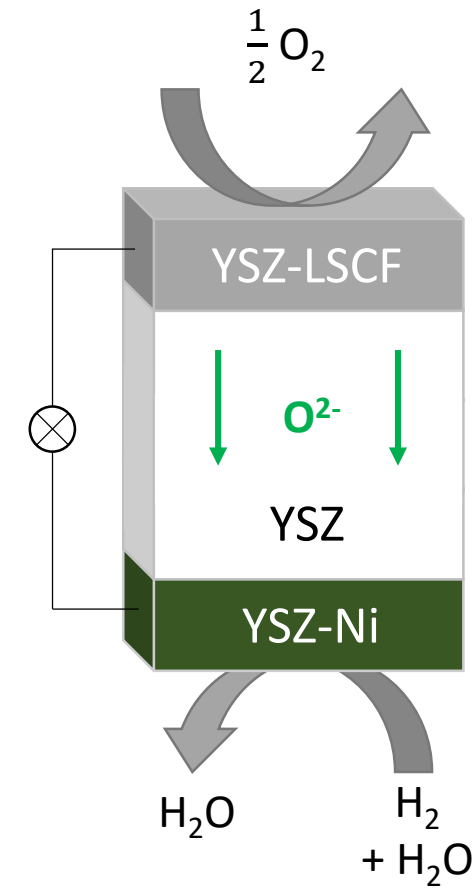 ½ O₂
YSZ-LSCF
O²⁻
YSZ
YSZ-Ni
H₂O
H₂
+ H₂O